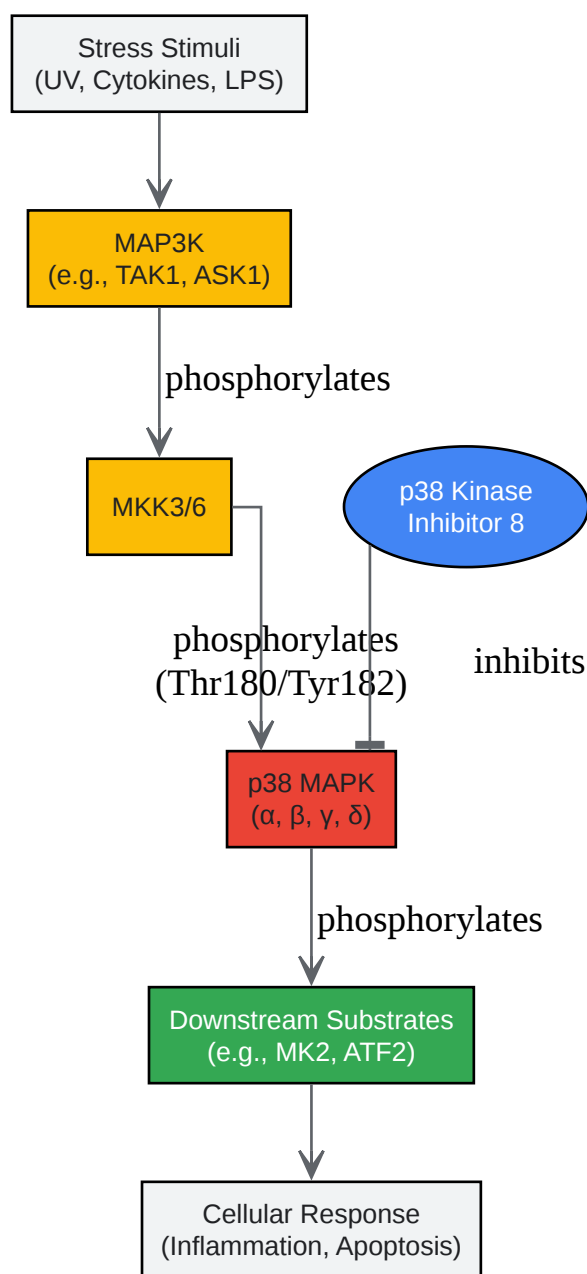 Stress Stimuli
(UV, Cytokines, LPS)
MAP3K
(e.g., TAK1, ASK1)
phosphorylates
MKK3/6
p38 Kinase
Inhibitor 8
phosphorylates
(Thr180/Tyr182)
inhibits
p38 MAPK
(α, β, γ, δ)
phosphorylates
Downstream Substrates
(e.g., MK2, ATF2)
Cellular Response
(Inflammation, Apoptosis)